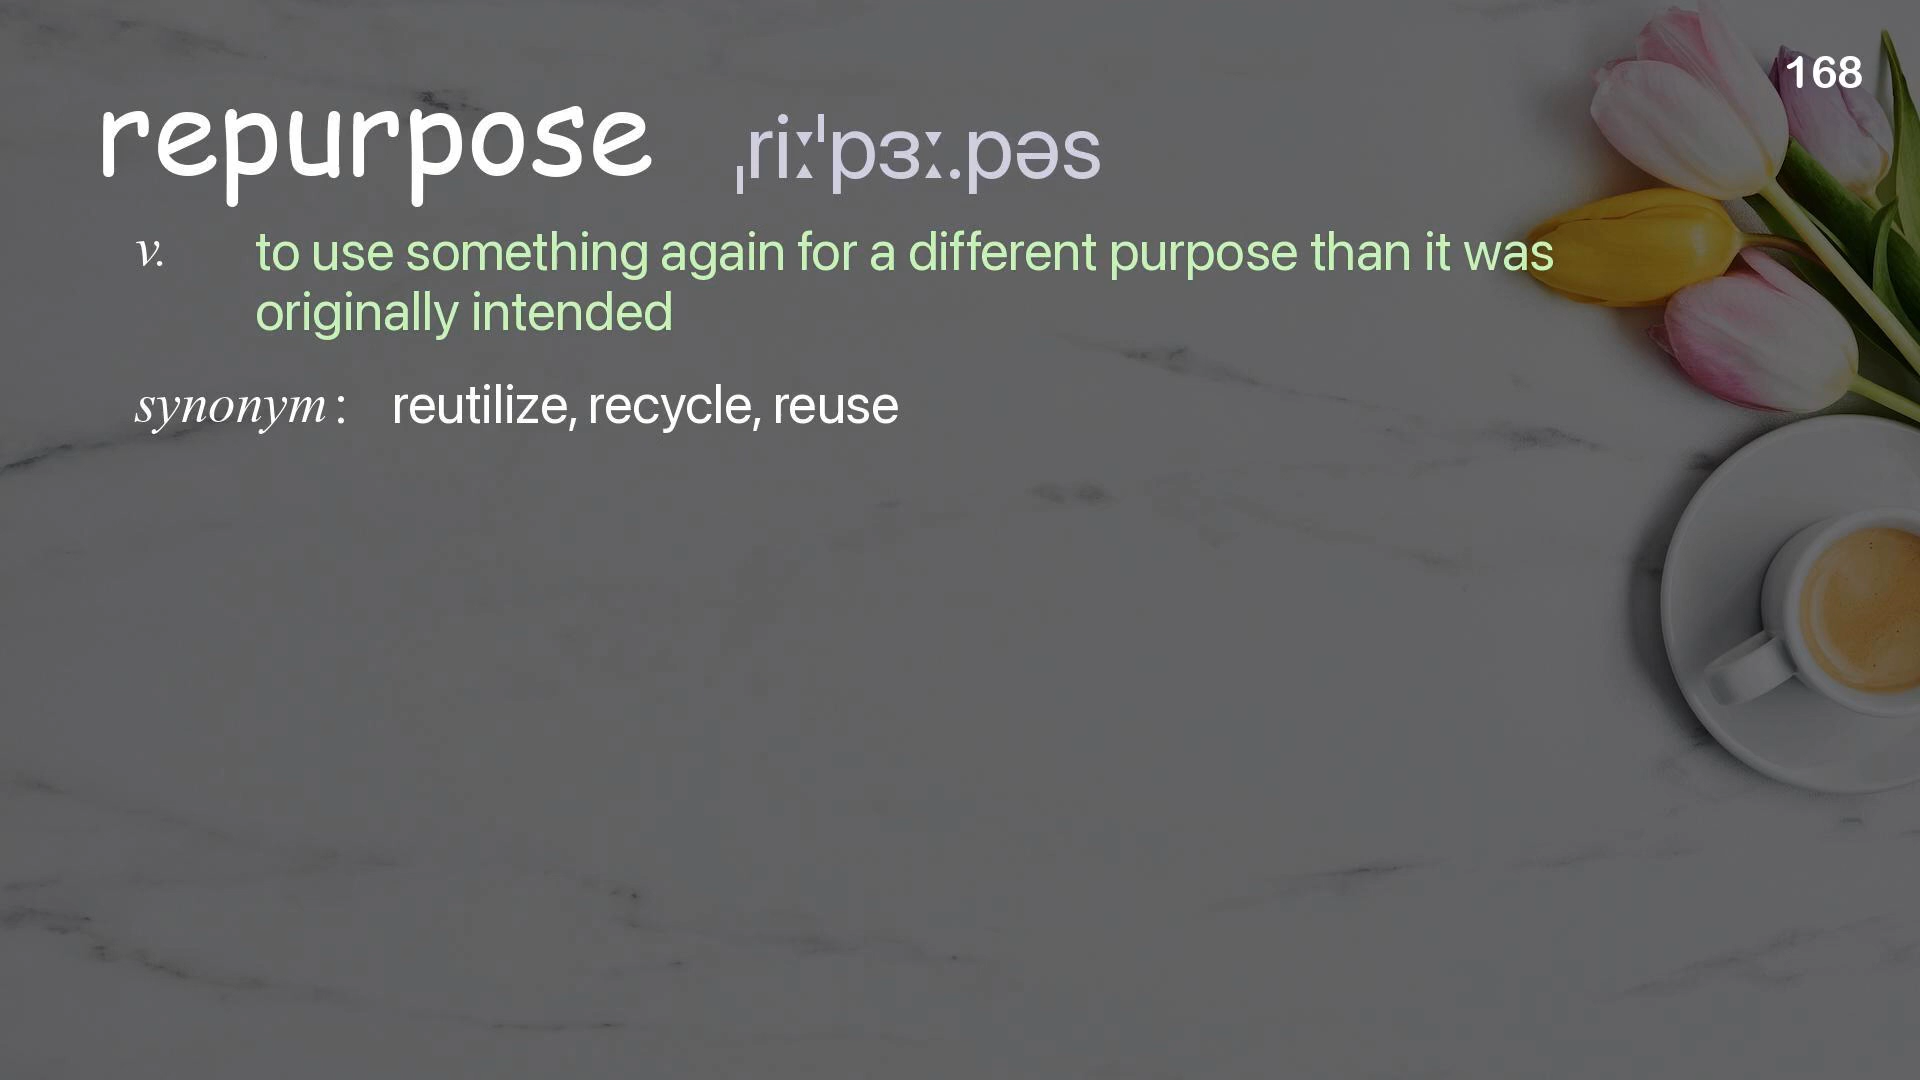 168
repurpose ˌriːˈpɜː.pəs
v. to use something again for a different purpose than it was
originally intended
synonym : reutilize, recycle, reuse